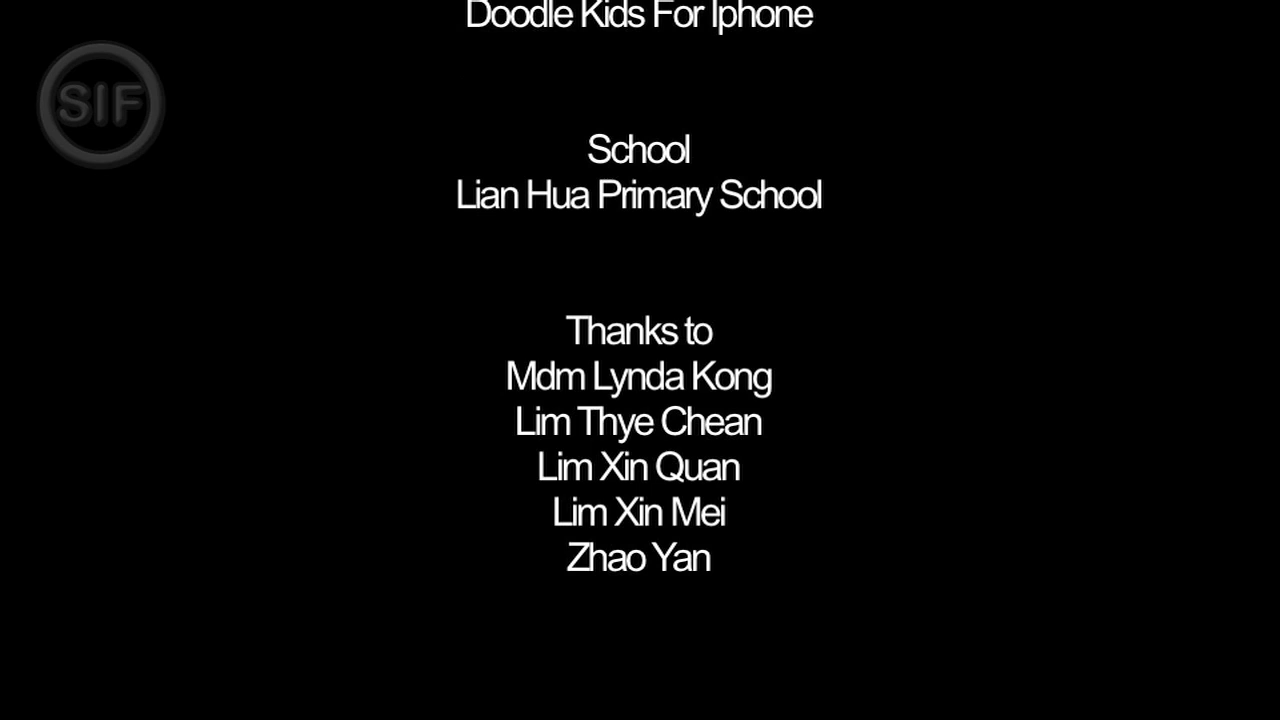 Doodle Kids For Iphone
SIF
School
Lian Hua Primary School
Thanks to
Mdm Lynda Kong
Lim Thye Chean
Lim Xin Quan
Lim Xin Mei
Zhao Yan